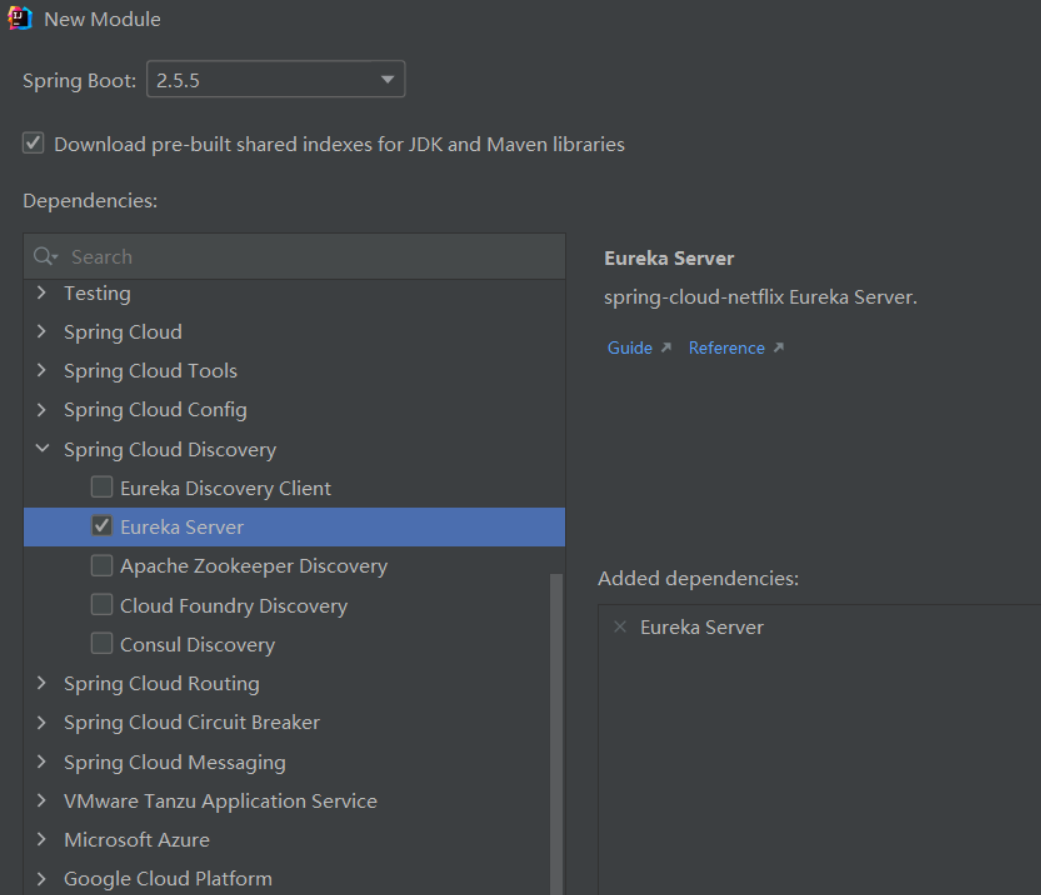 New Module
Spring Boot: 2.5.5
Download pre-built shared indexes for JDK and Maven libraries
Dependencies:
Search
Testing
Spring Cloud
Spring Cloud Tools
Spring Cloud Config
Spring Cloud Discovery
Eureka Discovery Client
Eureka Server
Apache Zookeeper Discovery
Cloud Foundry Discovery
Consul Discovery
Spring Cloud Routing
Spring Cloud Circuit Breaker
Spring Cloud Messaging
VMware Tanzu Application Service
Microsoft Azure
Google Cloud Platform
Eureka Server
spring-cloud-netflix Eureka Server.
Guide Reference
Added dependencies:
Eureka Server